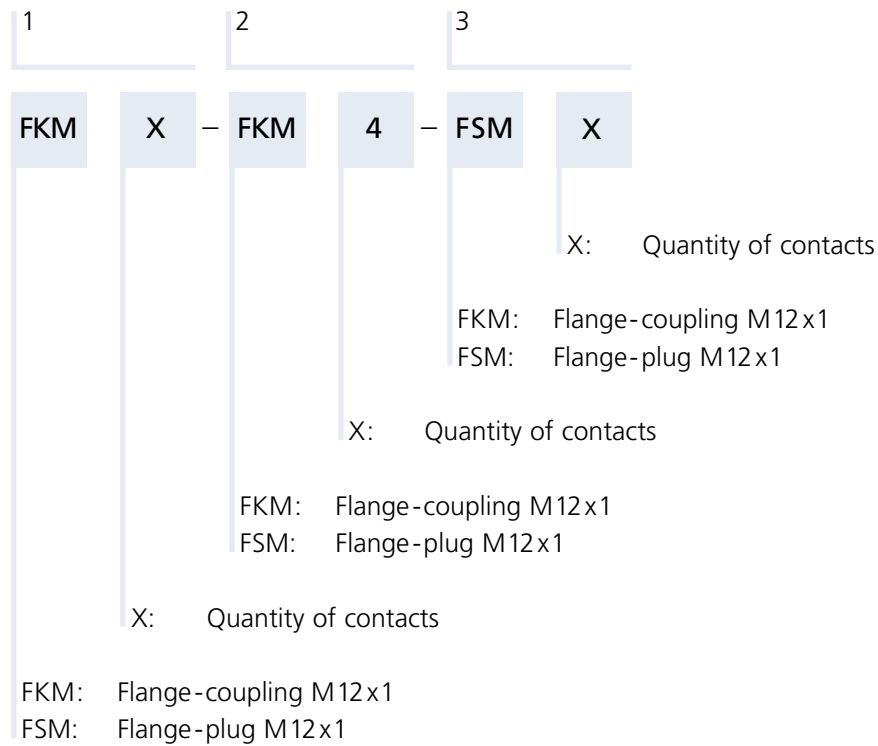 1 2 3
FKM X – FKM 4 – FSM X
X: Quantity of contacts
FKM: Flange-coupling M12x1
FSM: Flange-plug M12x1
X: Quantity of contacts
FKM: Flange-coupling M12x1
FSM: Flange-plug M12x1
X: Quantity of contacts
FKM: Flange-coupling M12x1
FSM: Flange-plug M12x1